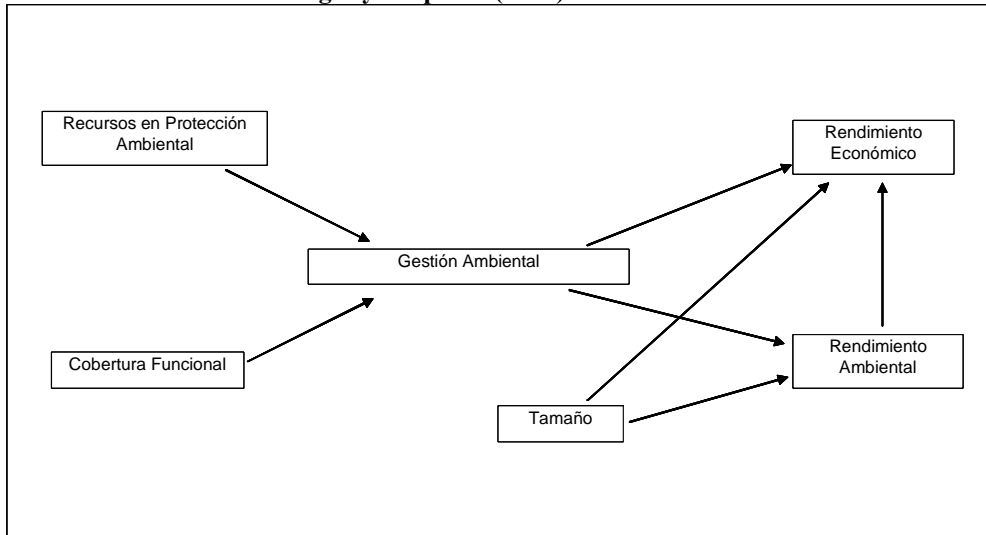 Recursos en Protección
Ambiental
Rendimiento
Económico
Gestión Ambiental
Cobertura Funcional
Rendimiento
Ambiental
Tamaño